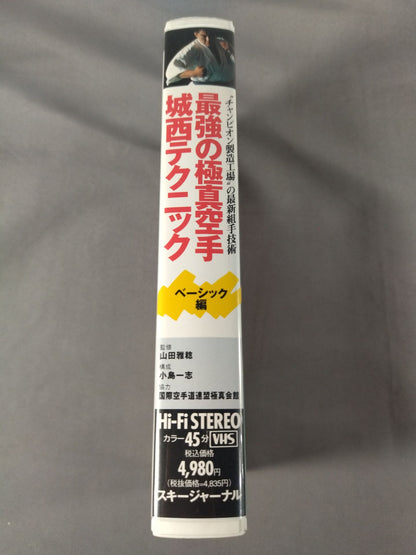 “チャンピオン製造工場”の最新組手技術
最強の極真空手
城西テクニック
ベーシック
編
監修
山田雅稔
構成
小島一志
協力
国際空手道連盟極真会館
Hi-Fi STEREO
カラー45分 VHS
税込価格
4,980円
(税抜価格=4,835円)
スキージャーナル